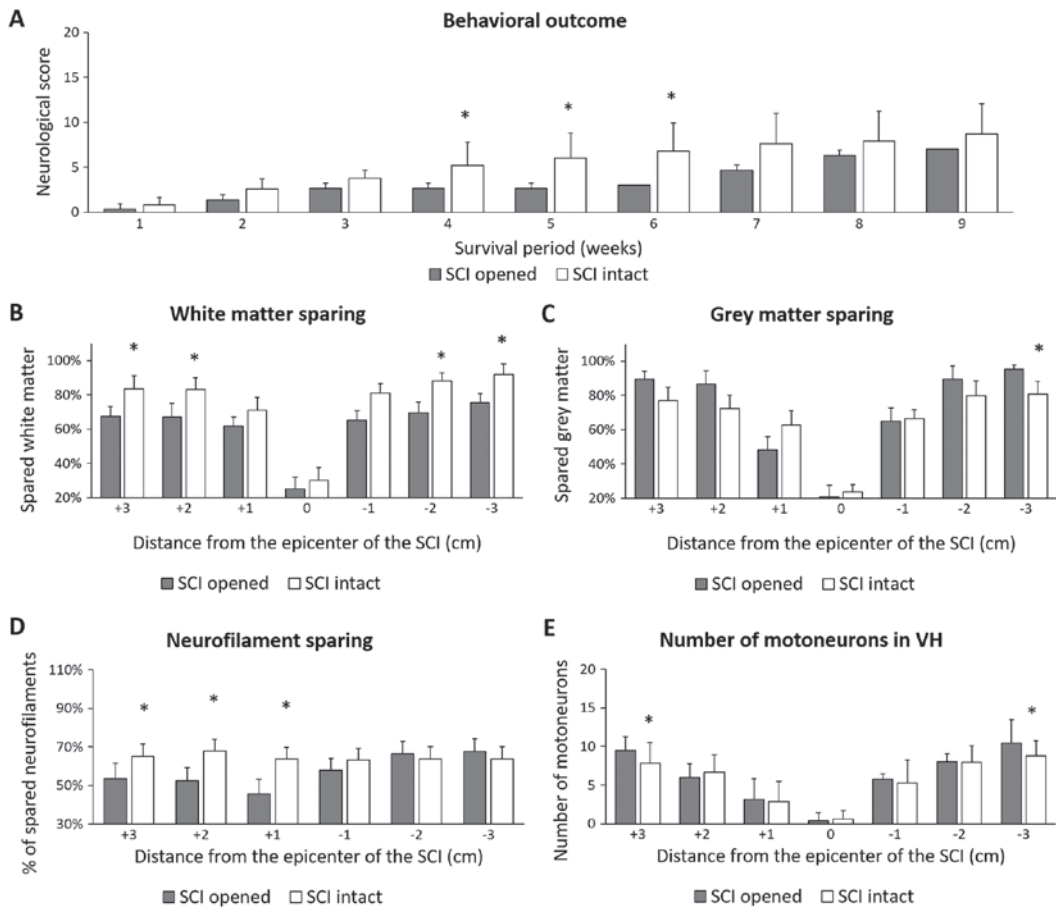 A
Behavioral outcome
Neurological score
20
15
10
5
0
* * *
1 2 3 4 5 6 7 8 9
Survival period (weeks)
SCI opened SCI intact
B
White matter sparing
Spared white matter
100%
80%
60%
40%
20%
* * * *
+3 +2 +1 0 -1 -2 -3
Distance from the epicenter of the SCI (cm)
SCI opened SCI intact
C
Grey matter sparing
Spared grey matter
100%
80%
60%
40%
20%
*
+3 +2 +1 0 -1 -2 -3
Distance from the epicenter of the SCI (cm)
SCI opened SCI intact
D
Neurofilament sparing
% of spared neurofilaments
110%
90%
70%
50%
30%
* * *
+3 +2 +1 -1 -2 -3
Distance from the epicenter of the SCI (cm)
SCI opened SCI intact
E
Number of motoneurons in VH
Number of motoneurons
20
15
10
5
0
* *
+3 +2 +1 0 -1 -2 -3
Distance from the epicenter of the SCI (cm)
SCI opened SCI intact